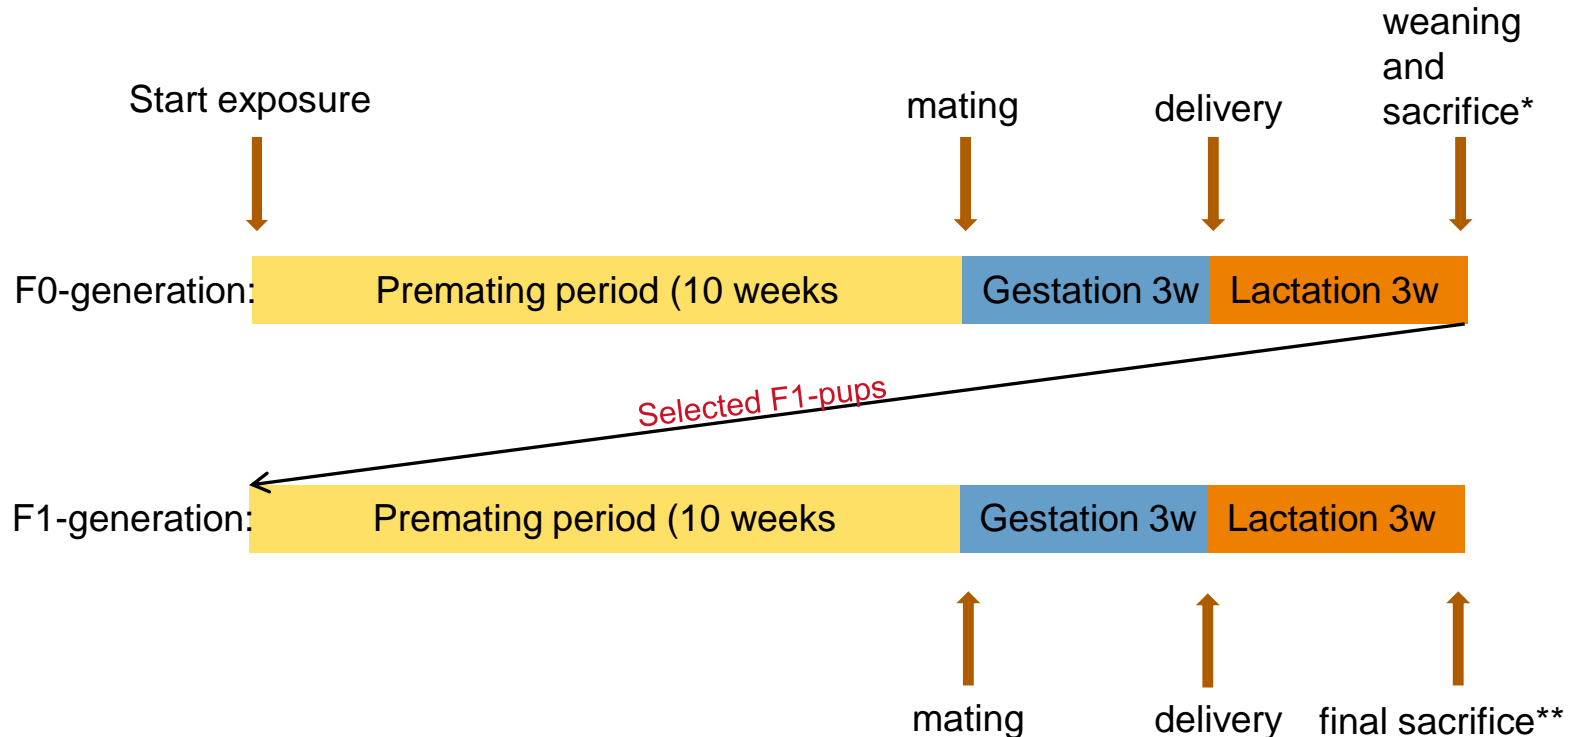 weaning
and
sacrifice*
Start exposure
mating
delivery
F0-generation:
Premating period (10 weeks
Gestation 3w
Lactation 3w
Selected F1-pups
F1-generation:
Premating period (10 weeks
Gestation 3w
Lactation 3w
mating
delivery
final sacrifice**